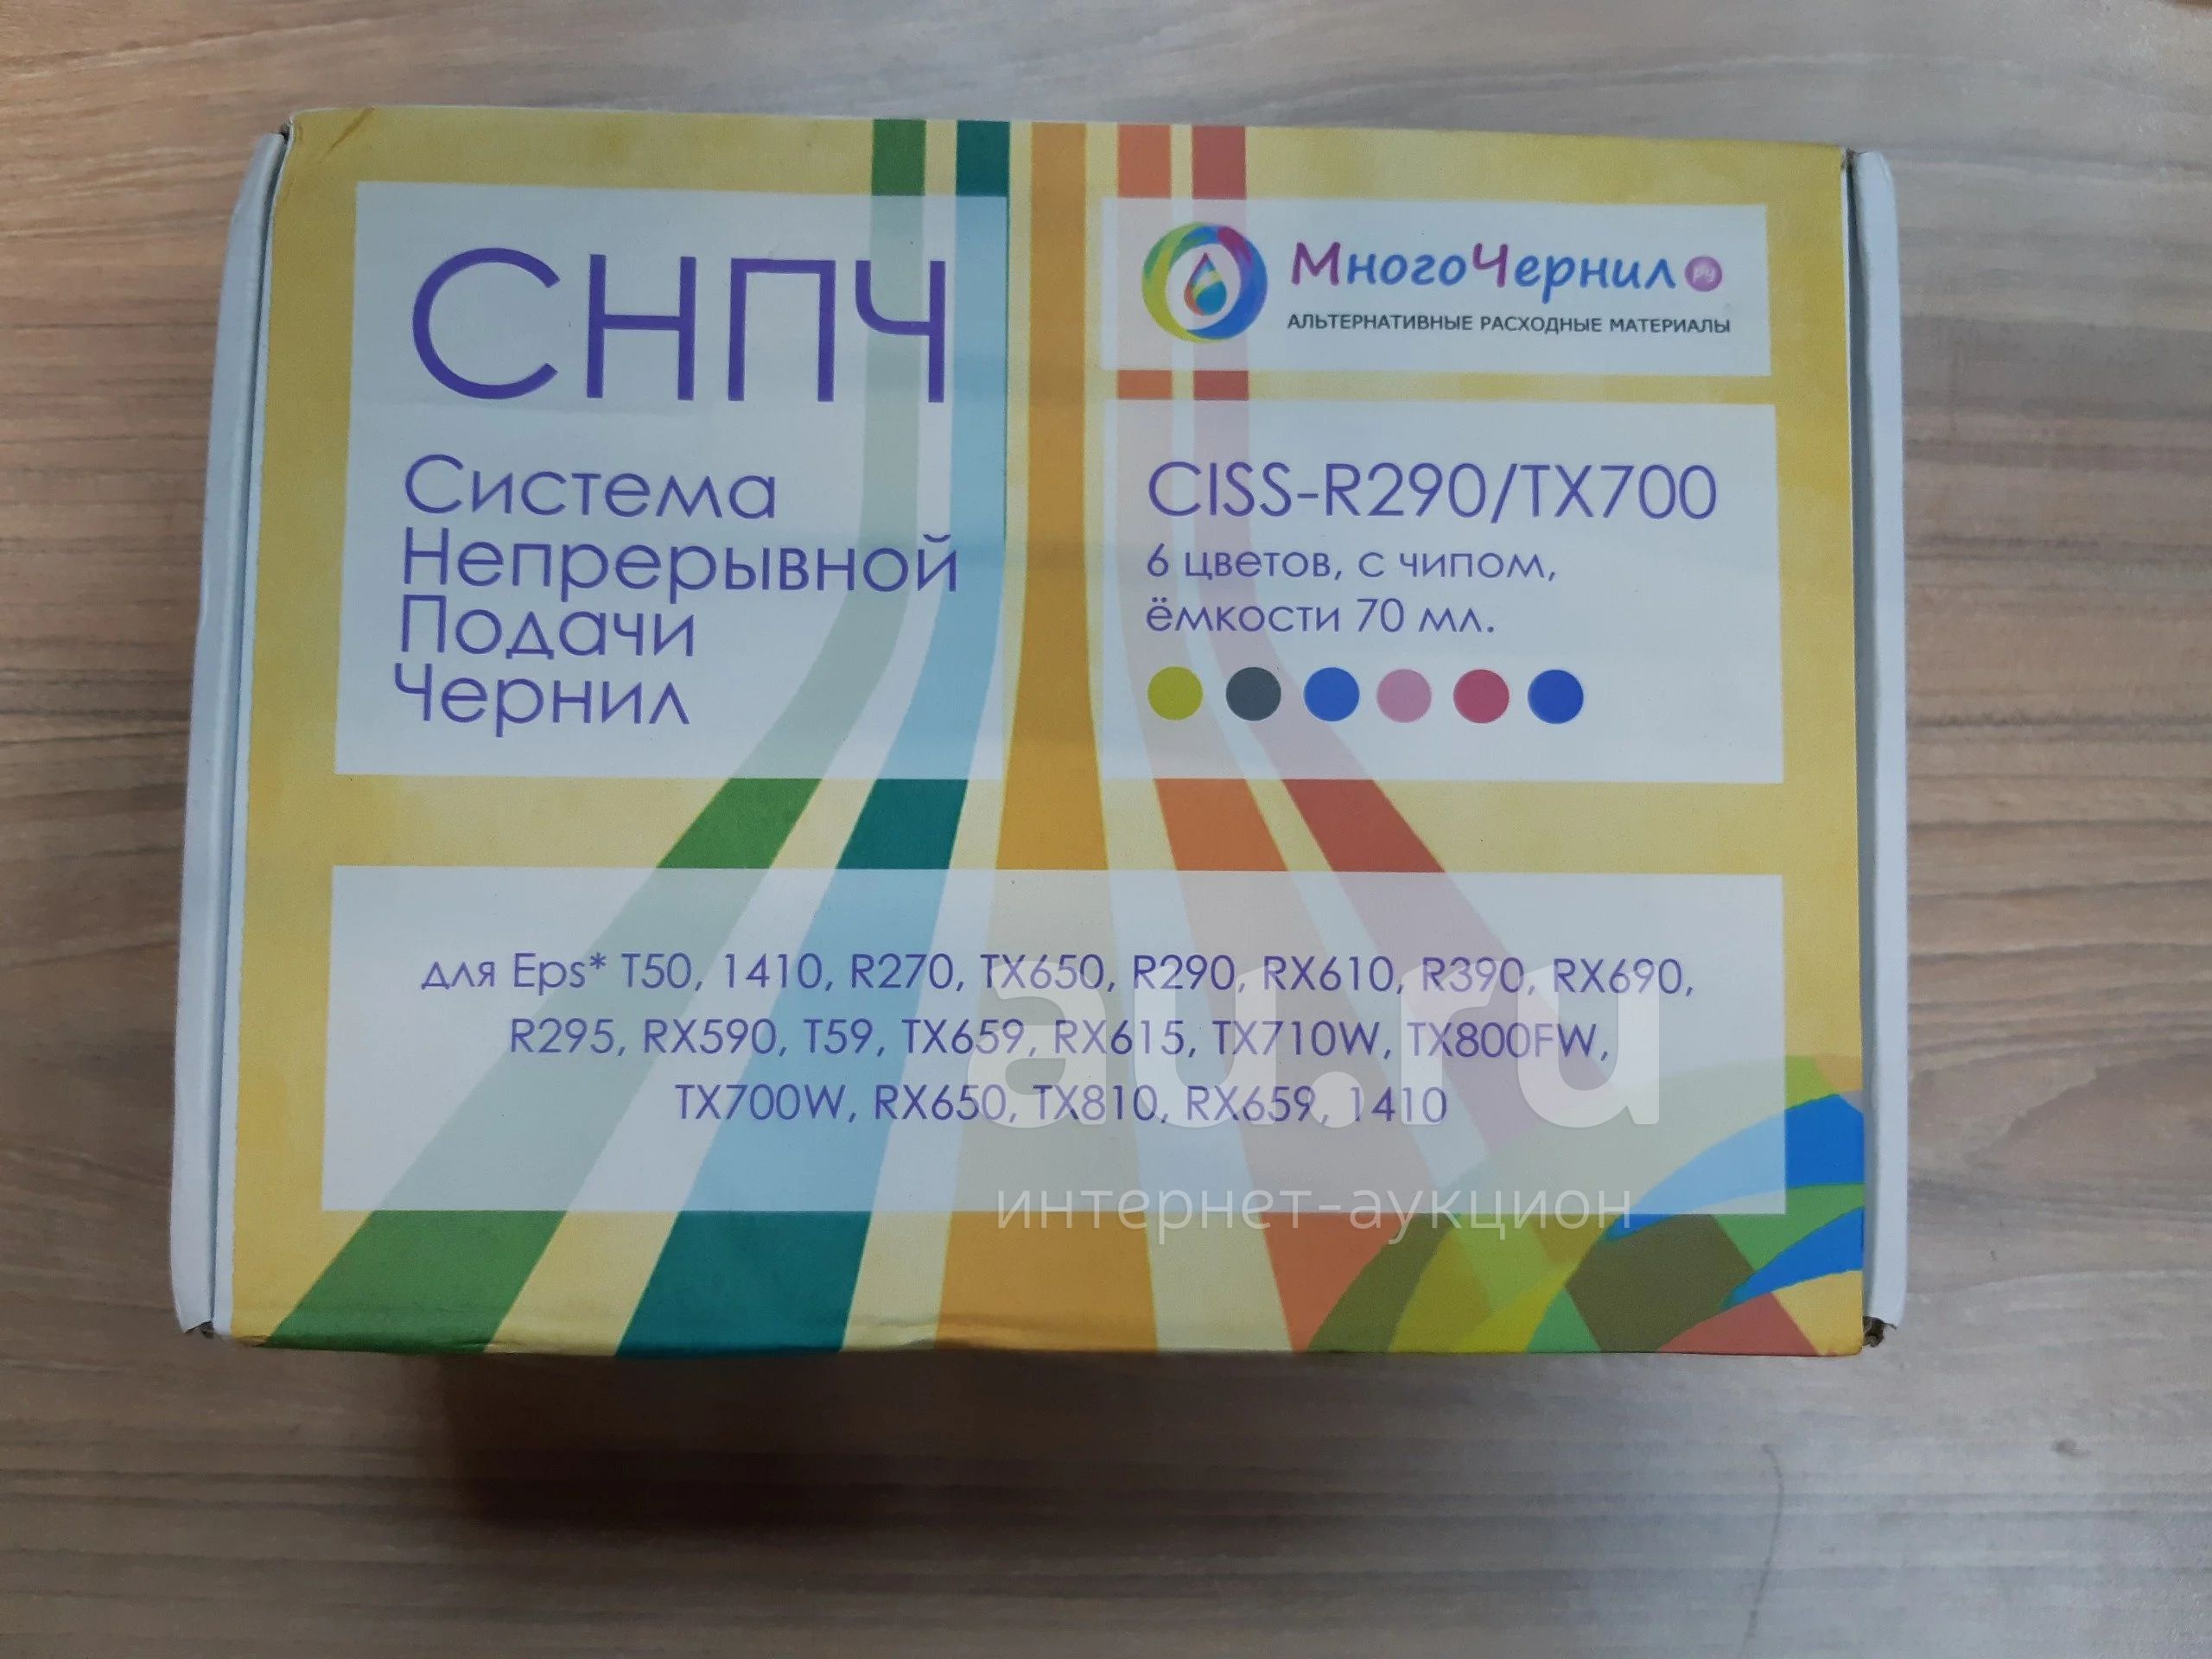 СНПЧ
Система
Непрерывной
Подачи
Чернил
МногоЧернил ру
АЛЬТЕРНАТИВНЫЕ РАСХОДНЫЕ МАТЕРИАЛЫ
CISS-R290/TX700
6 цветов, с чипом,
ёмкости 70 мл.
для Eps* T50, 1410, R270, TX650, R290, RX610, R390, RX690,
R295, RX590, T59, TX659, RX615, TX710W, TX800FW,
TX700W, RX650, TX810, RX659, 1410
au.ru
интернет-аукцион